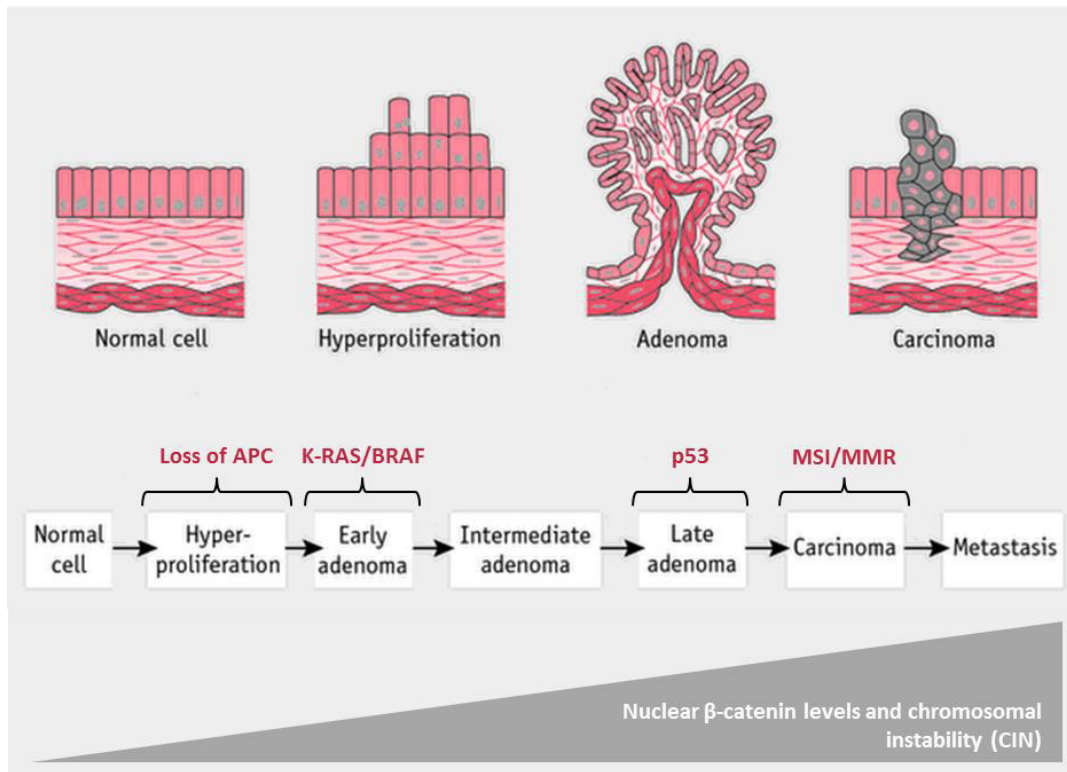 Normal cell
Hyperproliferation
Adenoma
Carcinoma
Loss of APC
K-RAS/BRAF
p53
MSI/MMR
Normal
cell
Hyper-
proliferation
Early
adenoma
Intermediate
adenoma
Late
adenoma
Carcinoma
Metastasis
Nuclear β-catenin levels and chromosomal
instability (CIN)